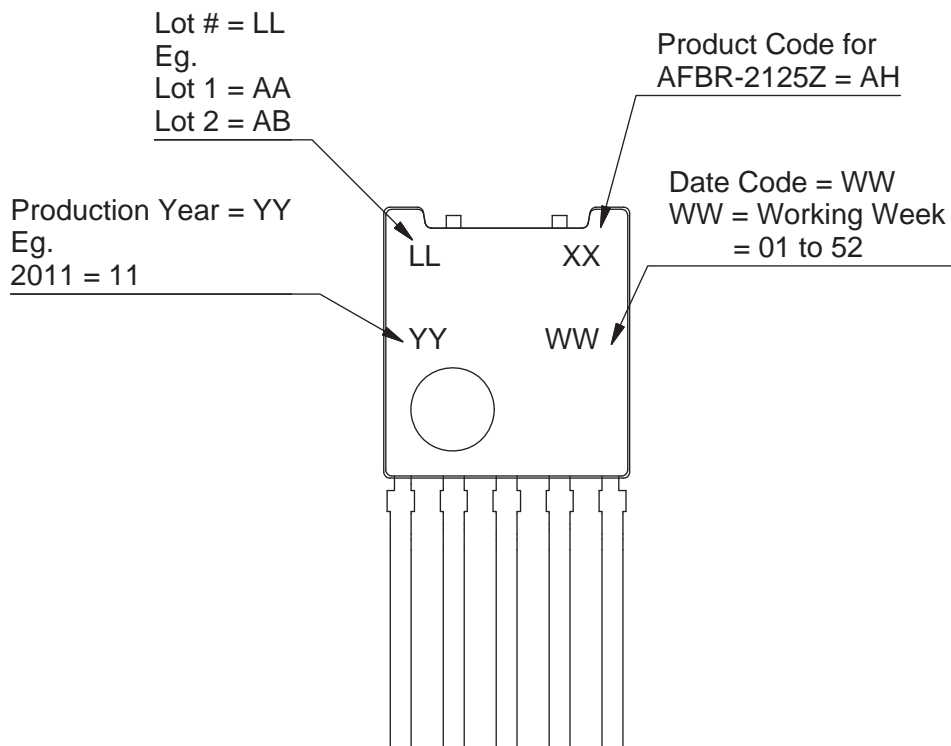 Lot # = LL
Eg.
Lot 1 = AA
Lot 2 = AB
Product Code for
AFBR-2125Z = AH
Production Year = YY
Eg.
2011 = 11
Date Code = WW
WW = Working Week
= 01 to 52
LL XX
YY WW